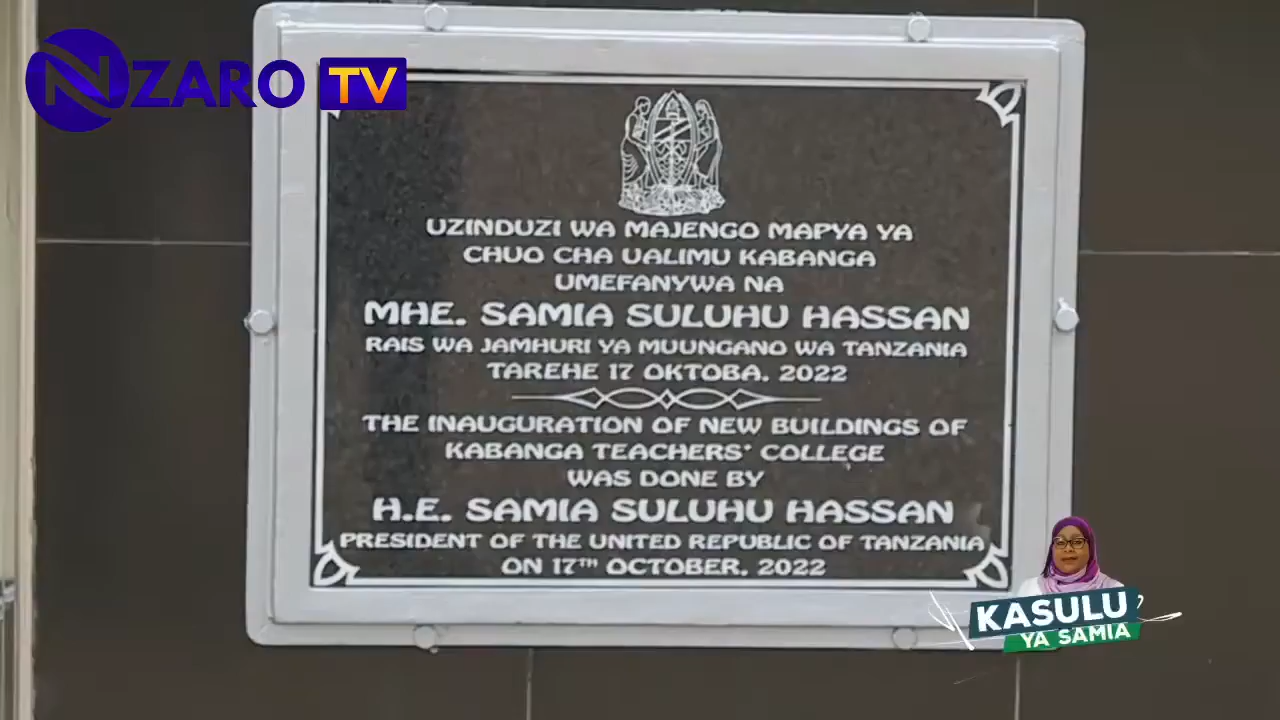 NZARO TV
UZINDUZI WA MAJENGO MAPYA YA
CHUO CHA UALIMU KABANGA
UMEFANYWA NA
MHE. SAMIA SULUHU HASSAN
RAIS WA JAMHURI YA MUUNGANO WA TANZANIA
TAREHE 17 OKTOBA, 2022
THE INAUGURATION OF NEW BUILDINGS OF
KABANGA TEACHERS' COLLEGE
WAS DONE BY
H.E. SAMIA SULUHU HASSAN
PRESIDENT OF THE UNITED REPUBLIC OF TANZANIA
ON 17TH OCTOBER, 2022
KASULU
YA SAMIA